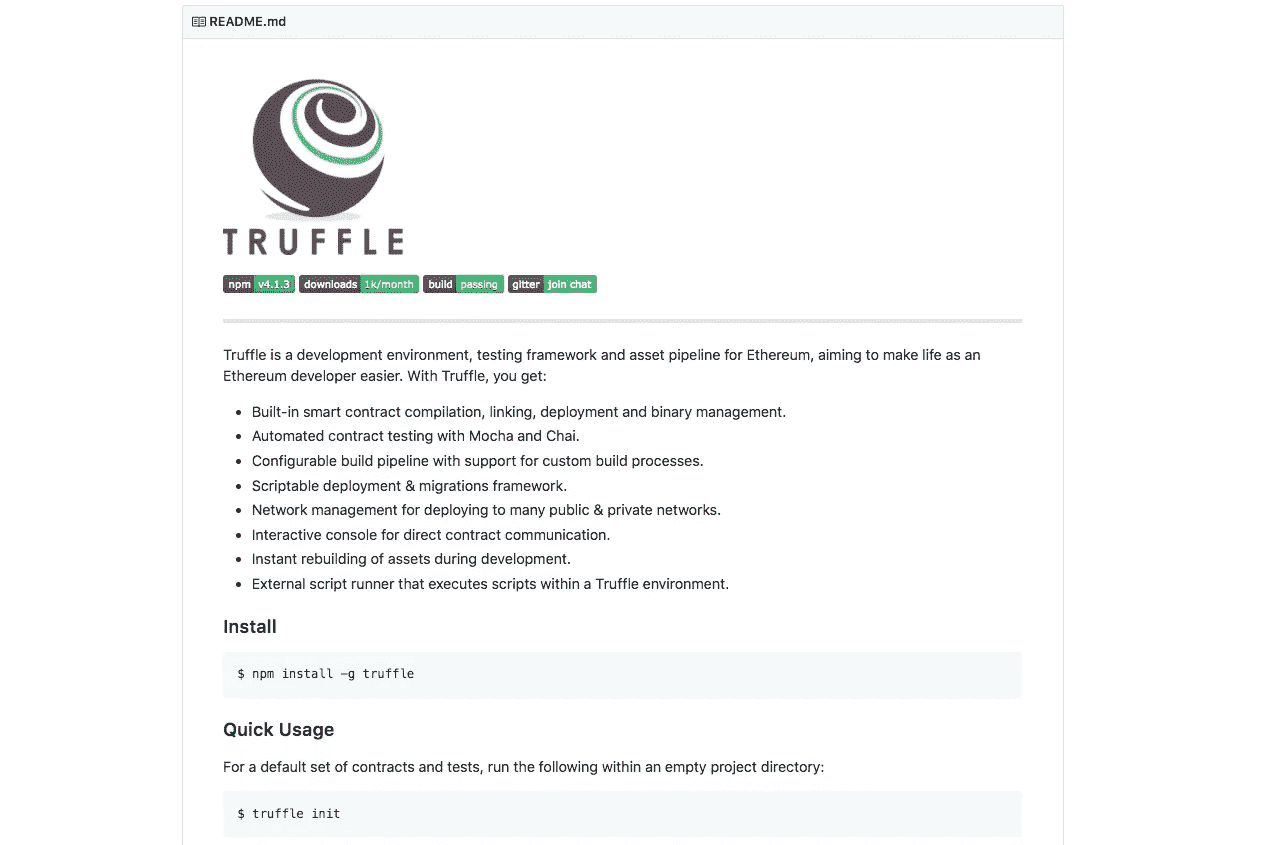 README.md
TRUFFLE
npm v4.1.3 downloads 1k/month build passing gitter join chat
Truffle is a development environment, testing framework and asset pipeline for Ethereum, aiming to make life as an
Ethereum developer easier. With Truffle, you get:
• Built-in smart contract compilation, linking, deployment and binary management.
• Automated contract testing with Mocha and Chai.
• Configurable build pipeline with support for custom build processes.
• Scriptable deployment & migrations framework.
• Network management for deploying to many public & private networks.
• Interactive console for direct contract communication.
• Instant rebuilding of assets during development.
• External script runner that executes scripts within a Truffle environment.
Install
$ npm install -g truffle
Quick Usage
For a default set of contracts and tests, run the following within an empty project directory:
$ truffle init